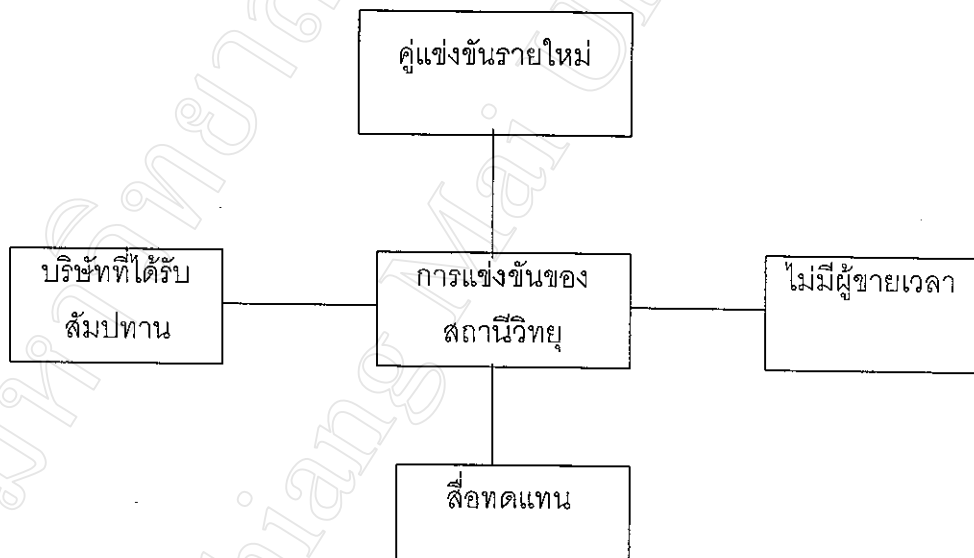 คู่แข่งขันรายใหม่
บริษัทที่ได้รับ
สัมปทาน
การแข่งขันของ
สถานีวิทยุ
ไม่มีผู้ขายเวลา
สื่อทดแทน